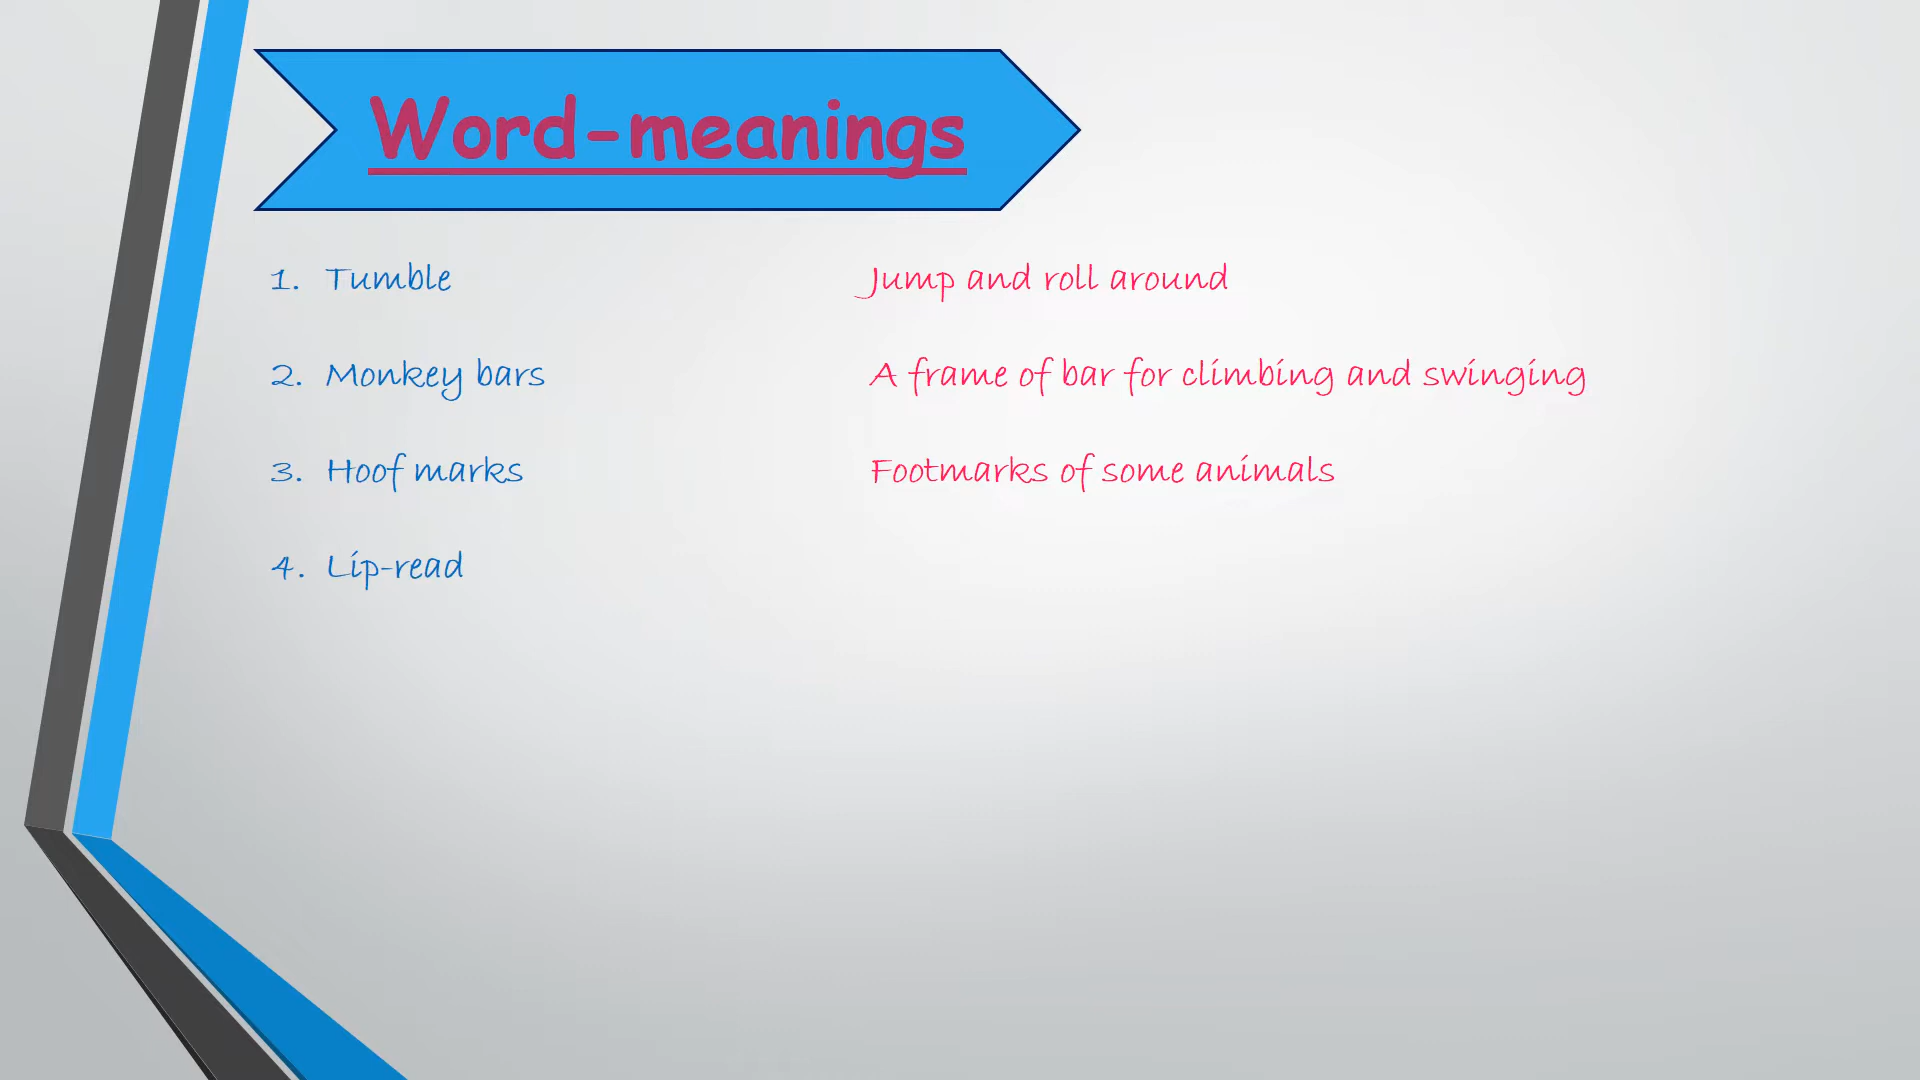 Word-meanings
1. Tumble Jump and roll around
2. Monkey bars A frame of bar for climbing and swinging
3. Hoof marks Footmarks of some animals
4. Lip-read